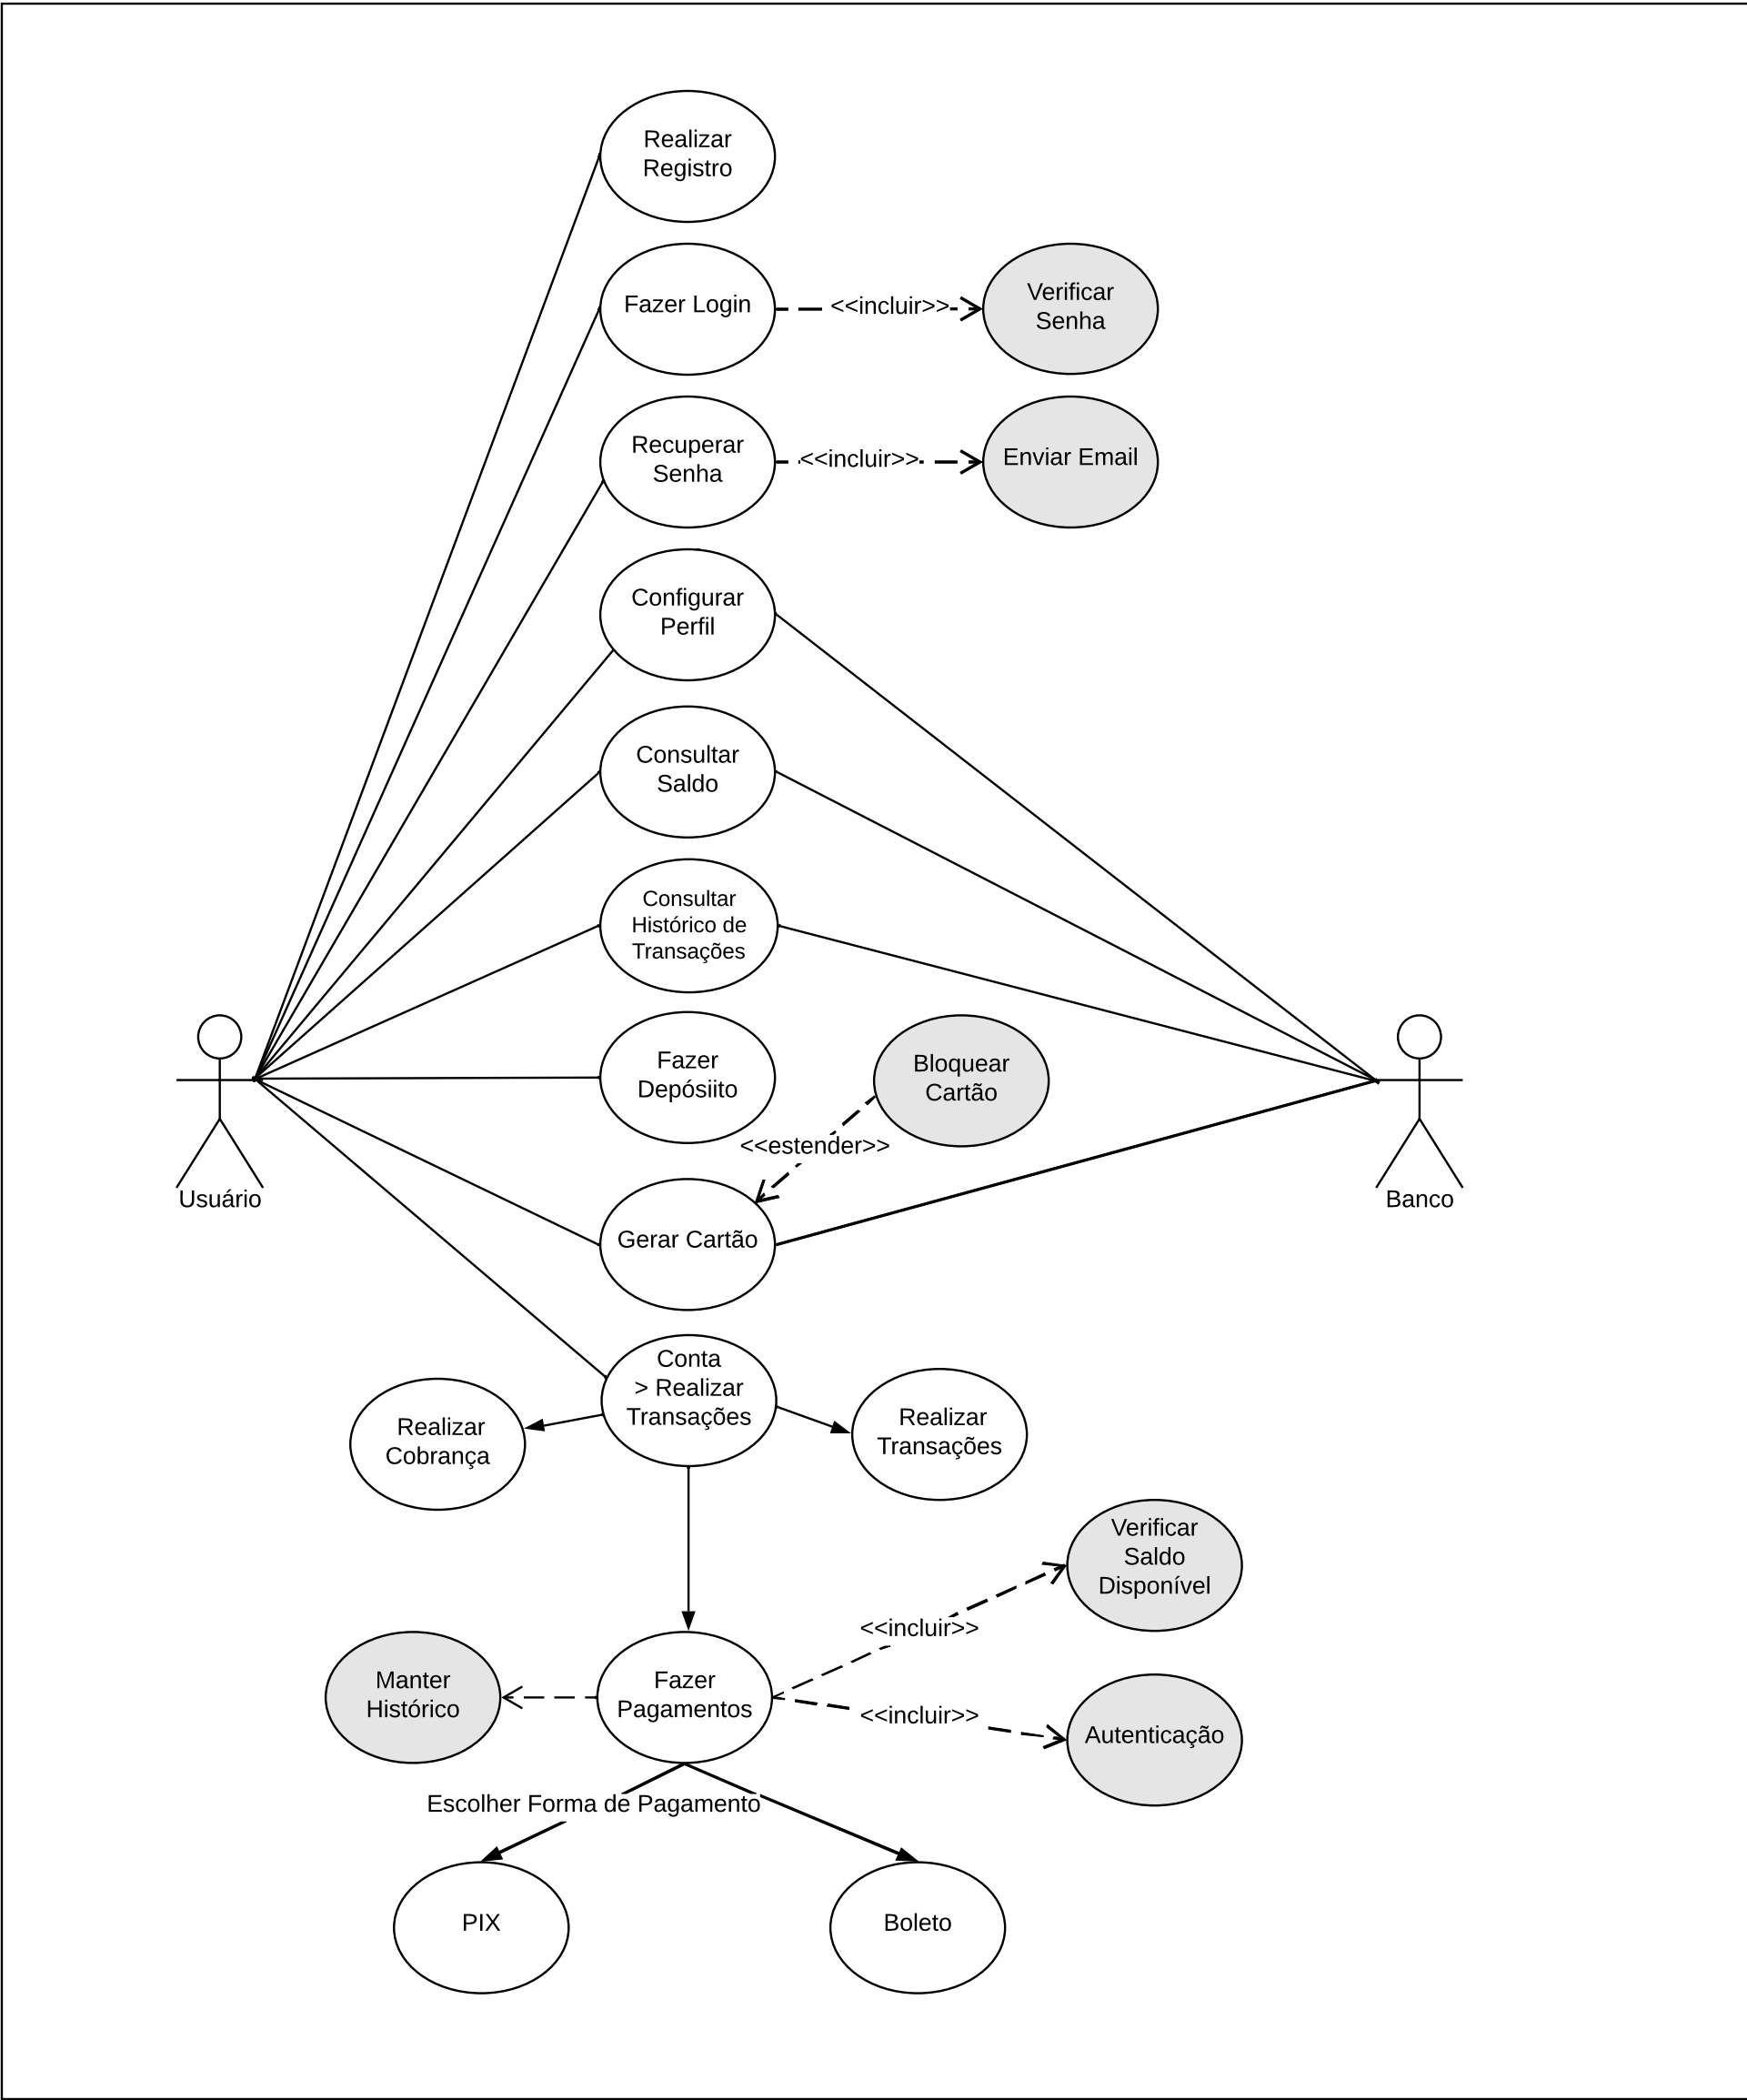 Realizar
Registro
Fazer Login
<<incluir>>
Verificar
Senha
Recuperar
Senha
<<incluir>>
Enviar Email
Configurar
Perfil
Consultar
Saldo
Consultar
Histórico de
Transações
Fazer
Depósiito
Bloquear
Cartão
<<estender>>
Usuário
Banco
Gerar Cartão
Conta
> Realizar
Transações
Realizar
Cobrança
Realizar
Transações
Verificar
Saldo
Disponível
<<incluir>>
Manter
Histórico
Fazer
Pagamentos
<<incluir>>
Autenticação
Escolher Forma de Pagamento
PIX
Boleto